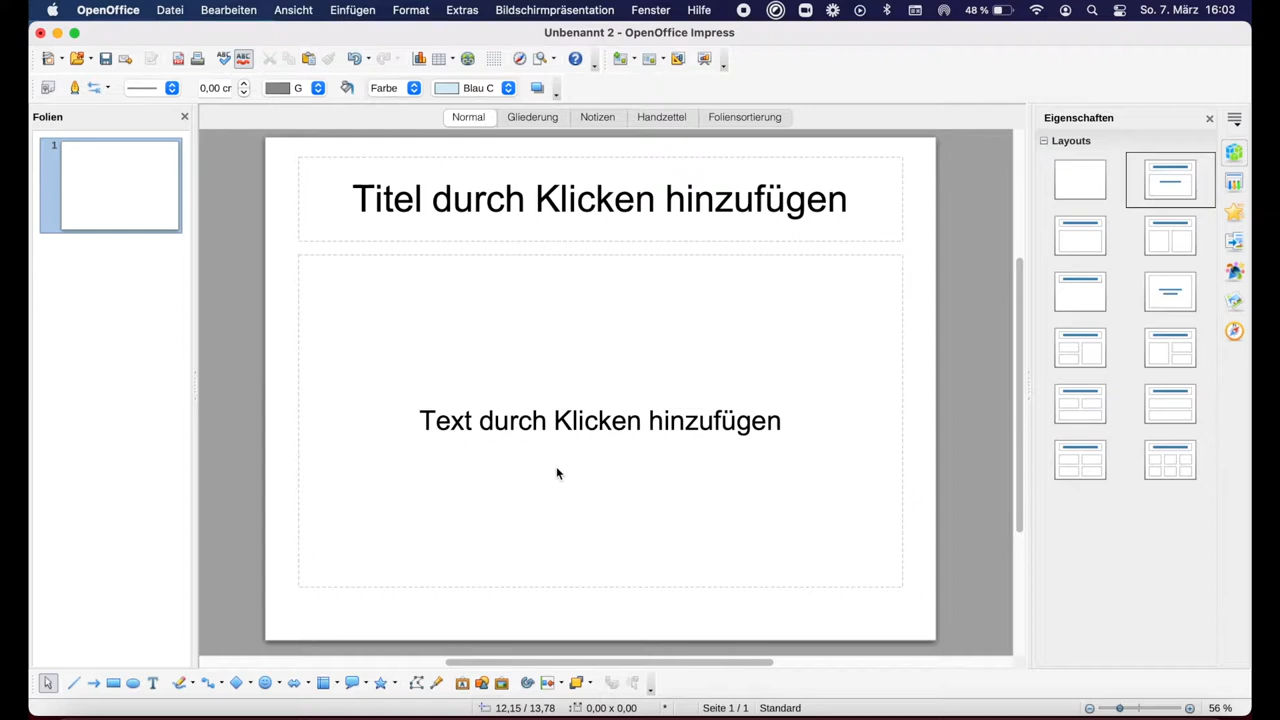 OpenOffice Datei Bearbeiten Ansicht Einfügen Format Extras Bildschirmpräsentation Fenster Hilfe 48 % So. 7. März 16:03
Unbenannt 2 - OpenOffice Impress
0,00 cr G Farbe Blau C
Folien
Normal Gliederung Notizen Handzettel Foliensortierung
Eigenschaften
Layouts
1
Titel durch Klicken hinzufügen
Text durch Klicken hinzufügen
12,15 / 13,78 0,00 x 0,00 * Seite 1 / 1 Standard 56 %